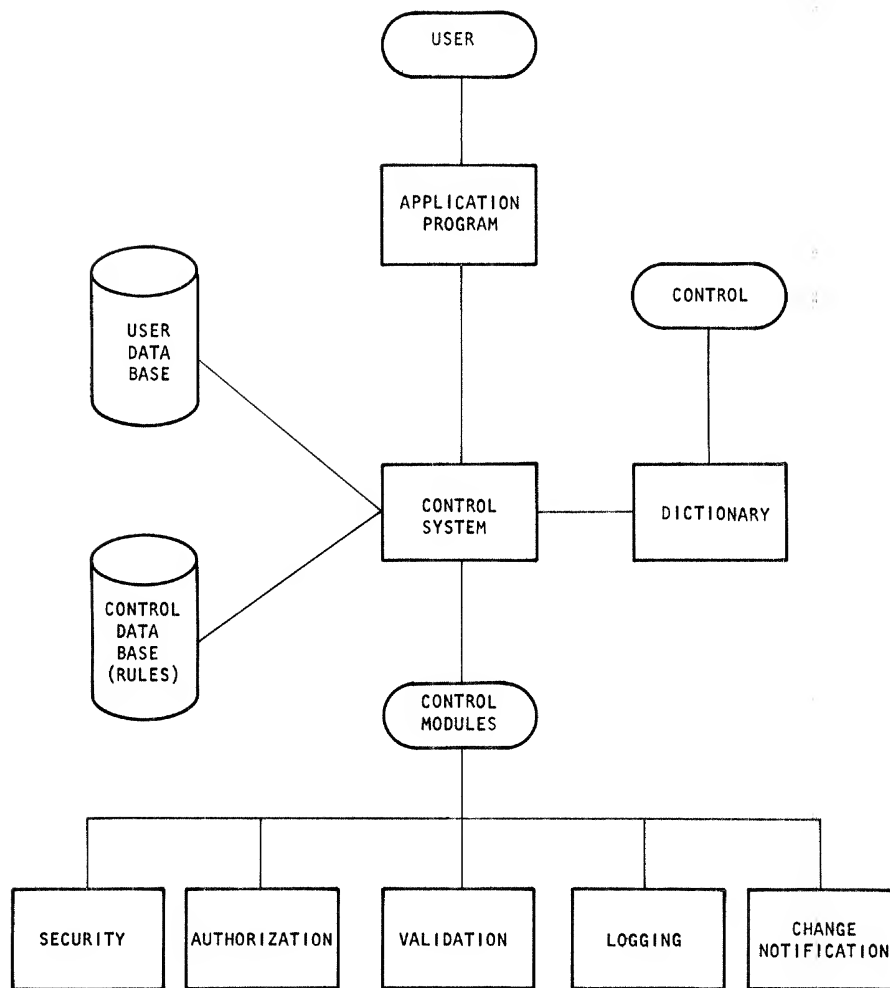 USER
APPLICATION
PROGRAM
CONTROL
USER
DATA
BASE
CONTROL
SYSTEM
DICTIONARY
CONTROL
DATA
BASE
(RULES)
CONTROL
MODULES
SECURITY
AUTHORIZATION
VALIDATION
LOGGING
CHANGE
NOTIFICATION